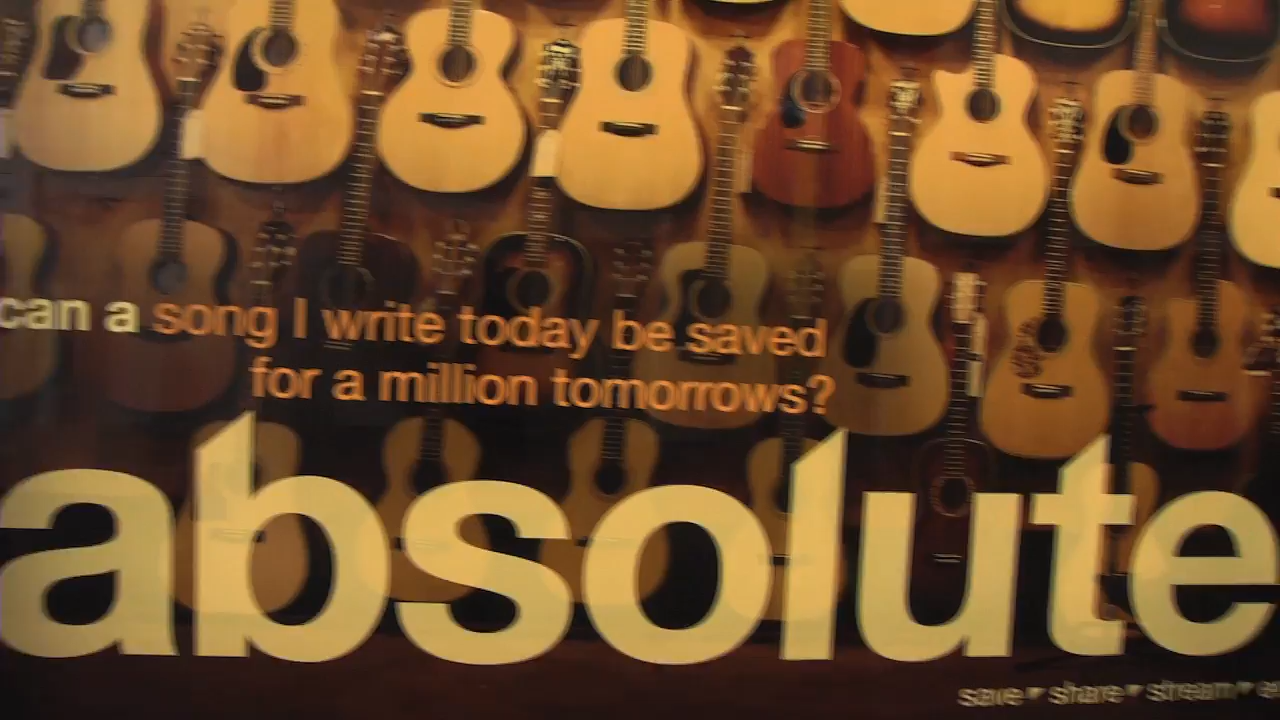 can a song I write today be saved
for a million tomorrows?
absolute
save • share • stream •